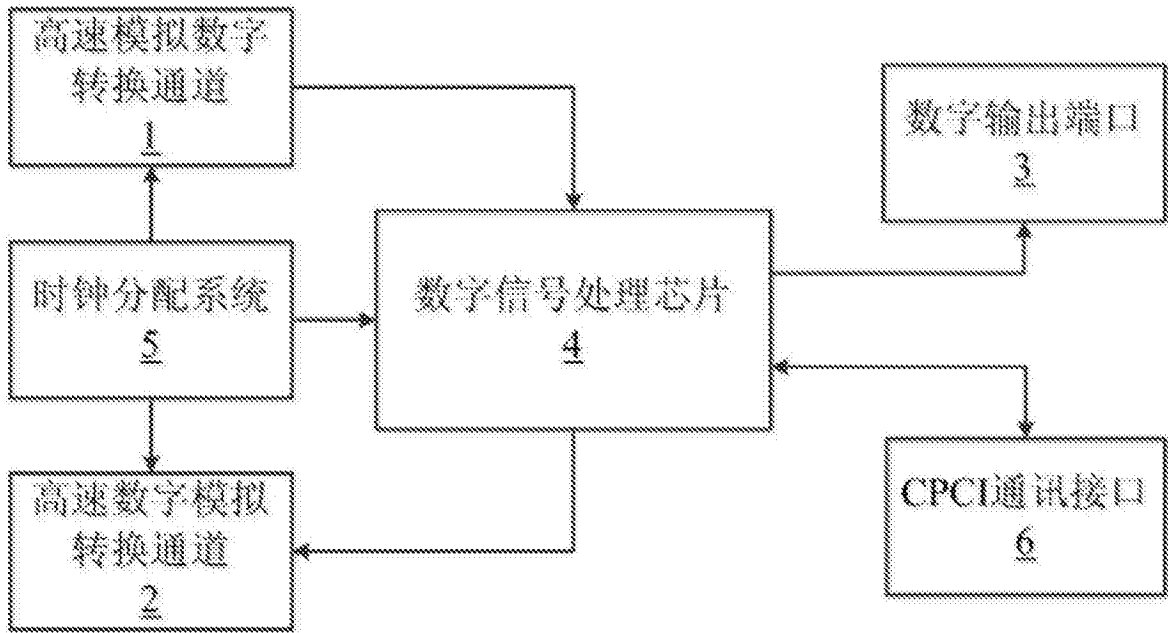 高速模拟数字
转换通道
1
数字输出端口
3
时钟分配系统
5
数字信号处理芯片
4
高速数字模拟
转换通道
2
CPCI通讯接口
6